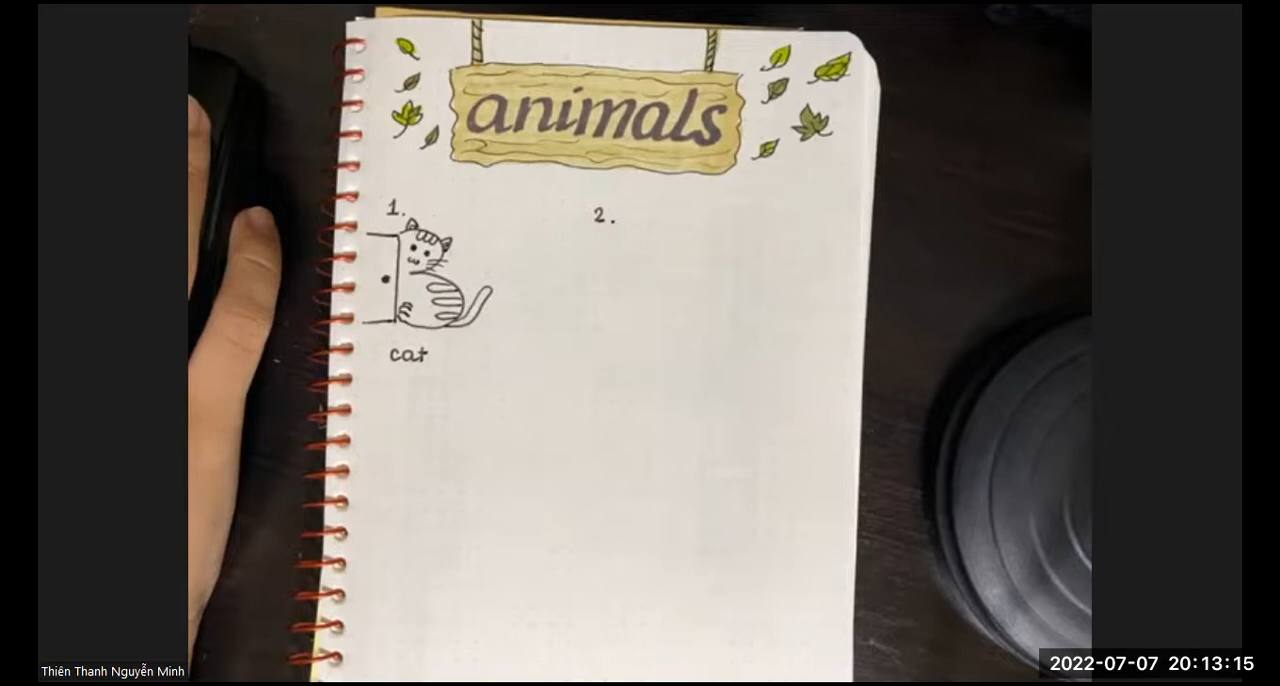 animals
1.
2.
cat
Thiên Thanh Nguyễn Minh
2022-07-07 20:13:15